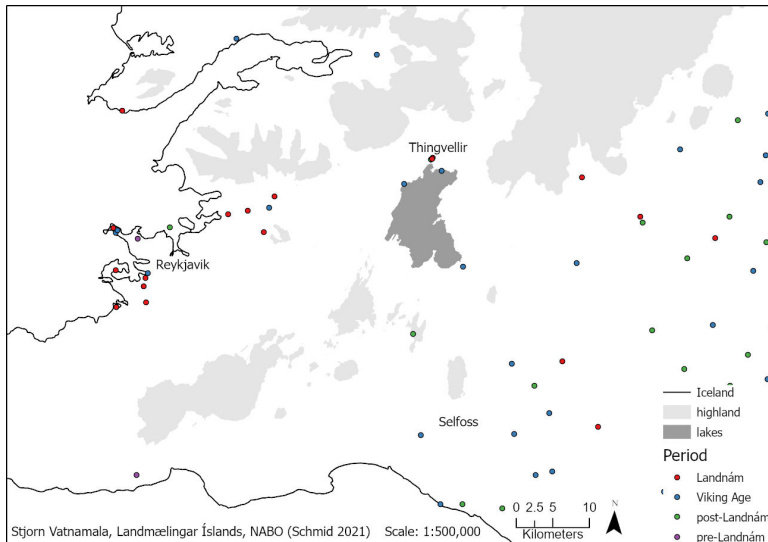 Thingvellir
Reykjavik
Selfoss
Iceland
highland
lakes
Period
Landnám
Viking Age
post-Landnám
pre-Landnám
N
0 2.5 5 10
Kilometers
Stjorn Vatnamala, Landmælingar Íslands, NABO (Schmid 2021) Scale: 1:500,000